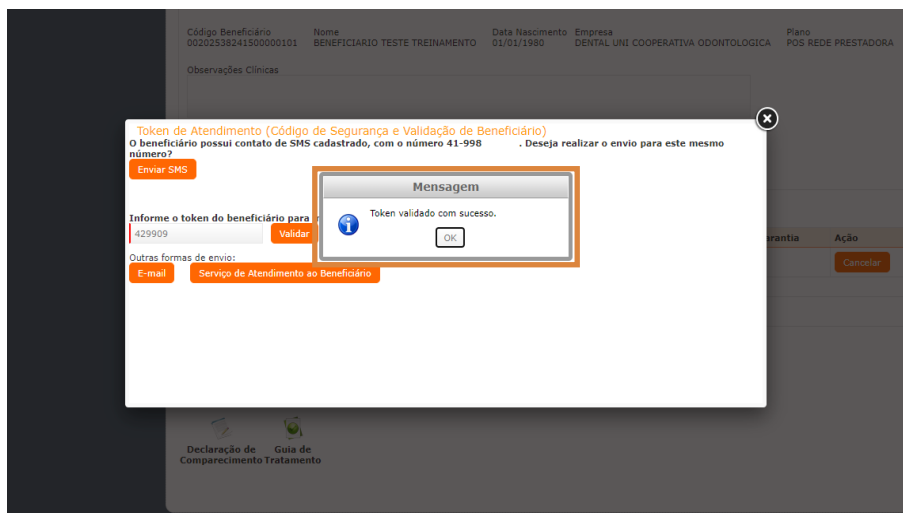 Código Beneficiário Nome Data Nascimento Empresa Plano
00202538241500000101 BENEFICIARIO TESTE TREINAMENTO 01/01/1980 DENTAL UNI COOPERATIVA ODONTOLOGICA POS REDE PRESTADORA
Observações Clínicas
Token de Atendimento (Código de Segurança e Validação de Beneficiário)
O beneficiário possui contato de SMS cadastrado, com o número 41-998 . Deseja realizar o envio para este mesmo
número?
Enviar SMS
Mensagem
Token validado com sucesso.
OK
Informe o token do beneficiário para
429909 Validar
Outras formas de envio:
E-mail Serviço de Atendimento ao Beneficiário
arantia Ação
Cancelar
Declaração de Guia de
Comparecimento Tratamento